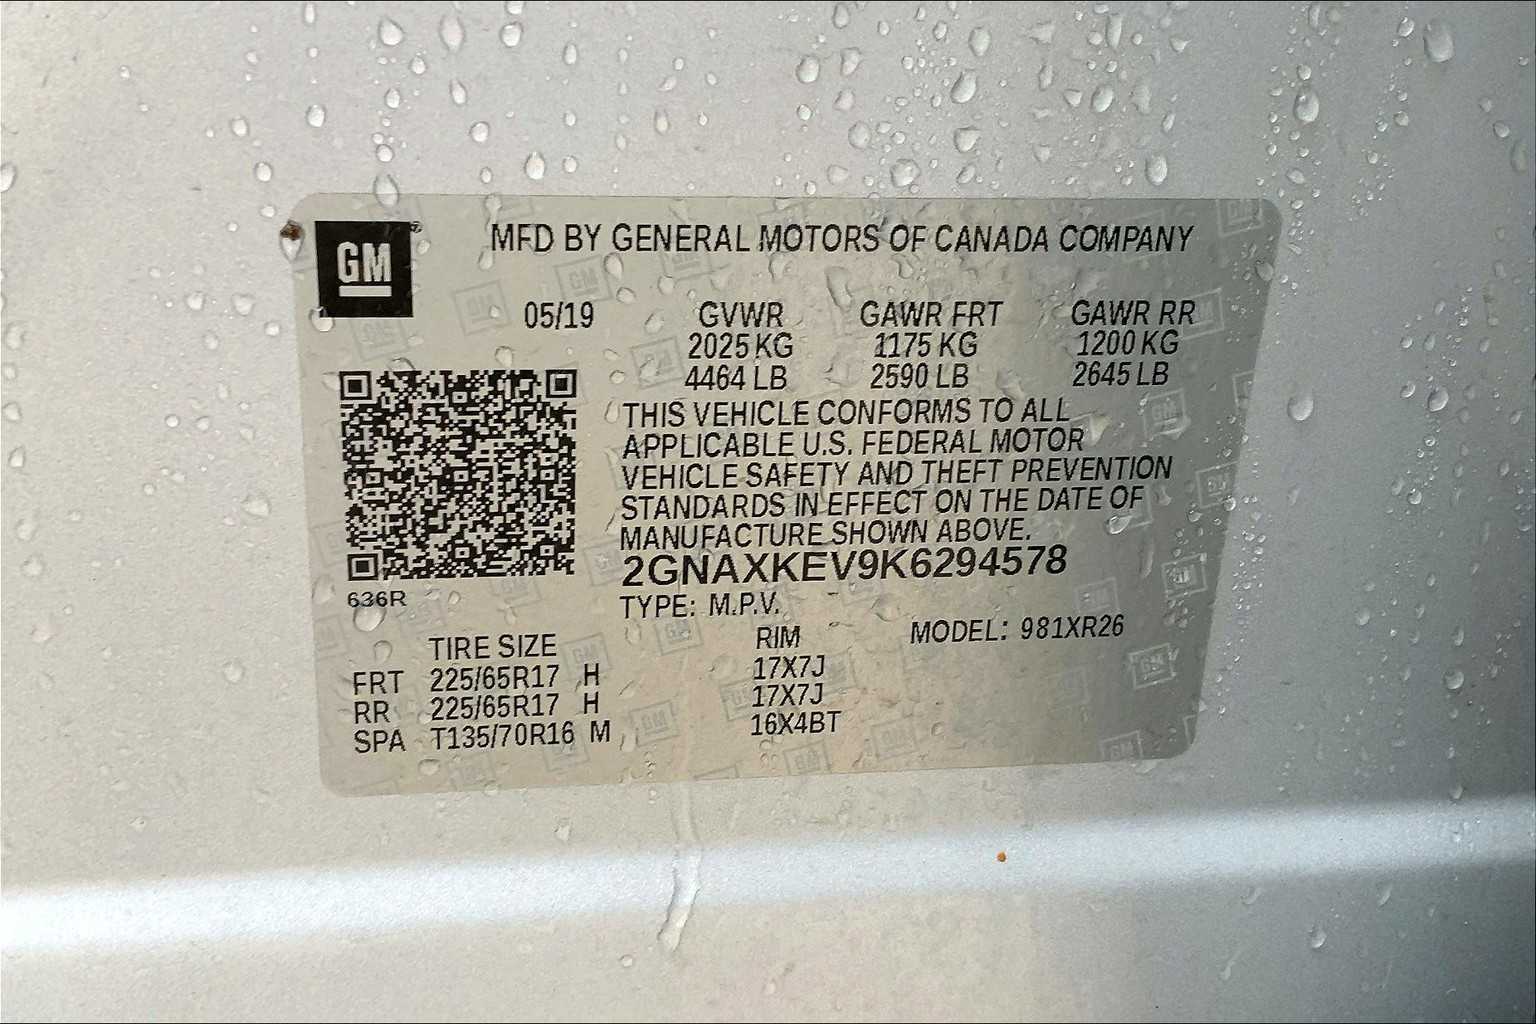 GM
MFD BY GENERAL MOTORS OF CANADA COMPANY
05/19 GVWR GAWR FRT GAWR RR
2025 KG 1175 KG 1200 KG
4464 LB 2590 LB 2645 LB
THIS VEHICLE CONFORMS TO ALL
APPLICABLE U.S. FEDERAL MOTOR
VEHICLE SAFETY AND THEFT PREVENTION
STANDARDS IN EFFECT ON THE DATE OF
MANUFACTURE SHOWN ABOVE.
2GNAXKEV9K6294578
636R
TYPE: M.P.V.
MODEL: 981XR26
TIRE SIZE RIM
FRT 225/65R17 H 17X7J
RR 225/65R17 H 17X7J
SPA T135/70R16 M 16X4BT